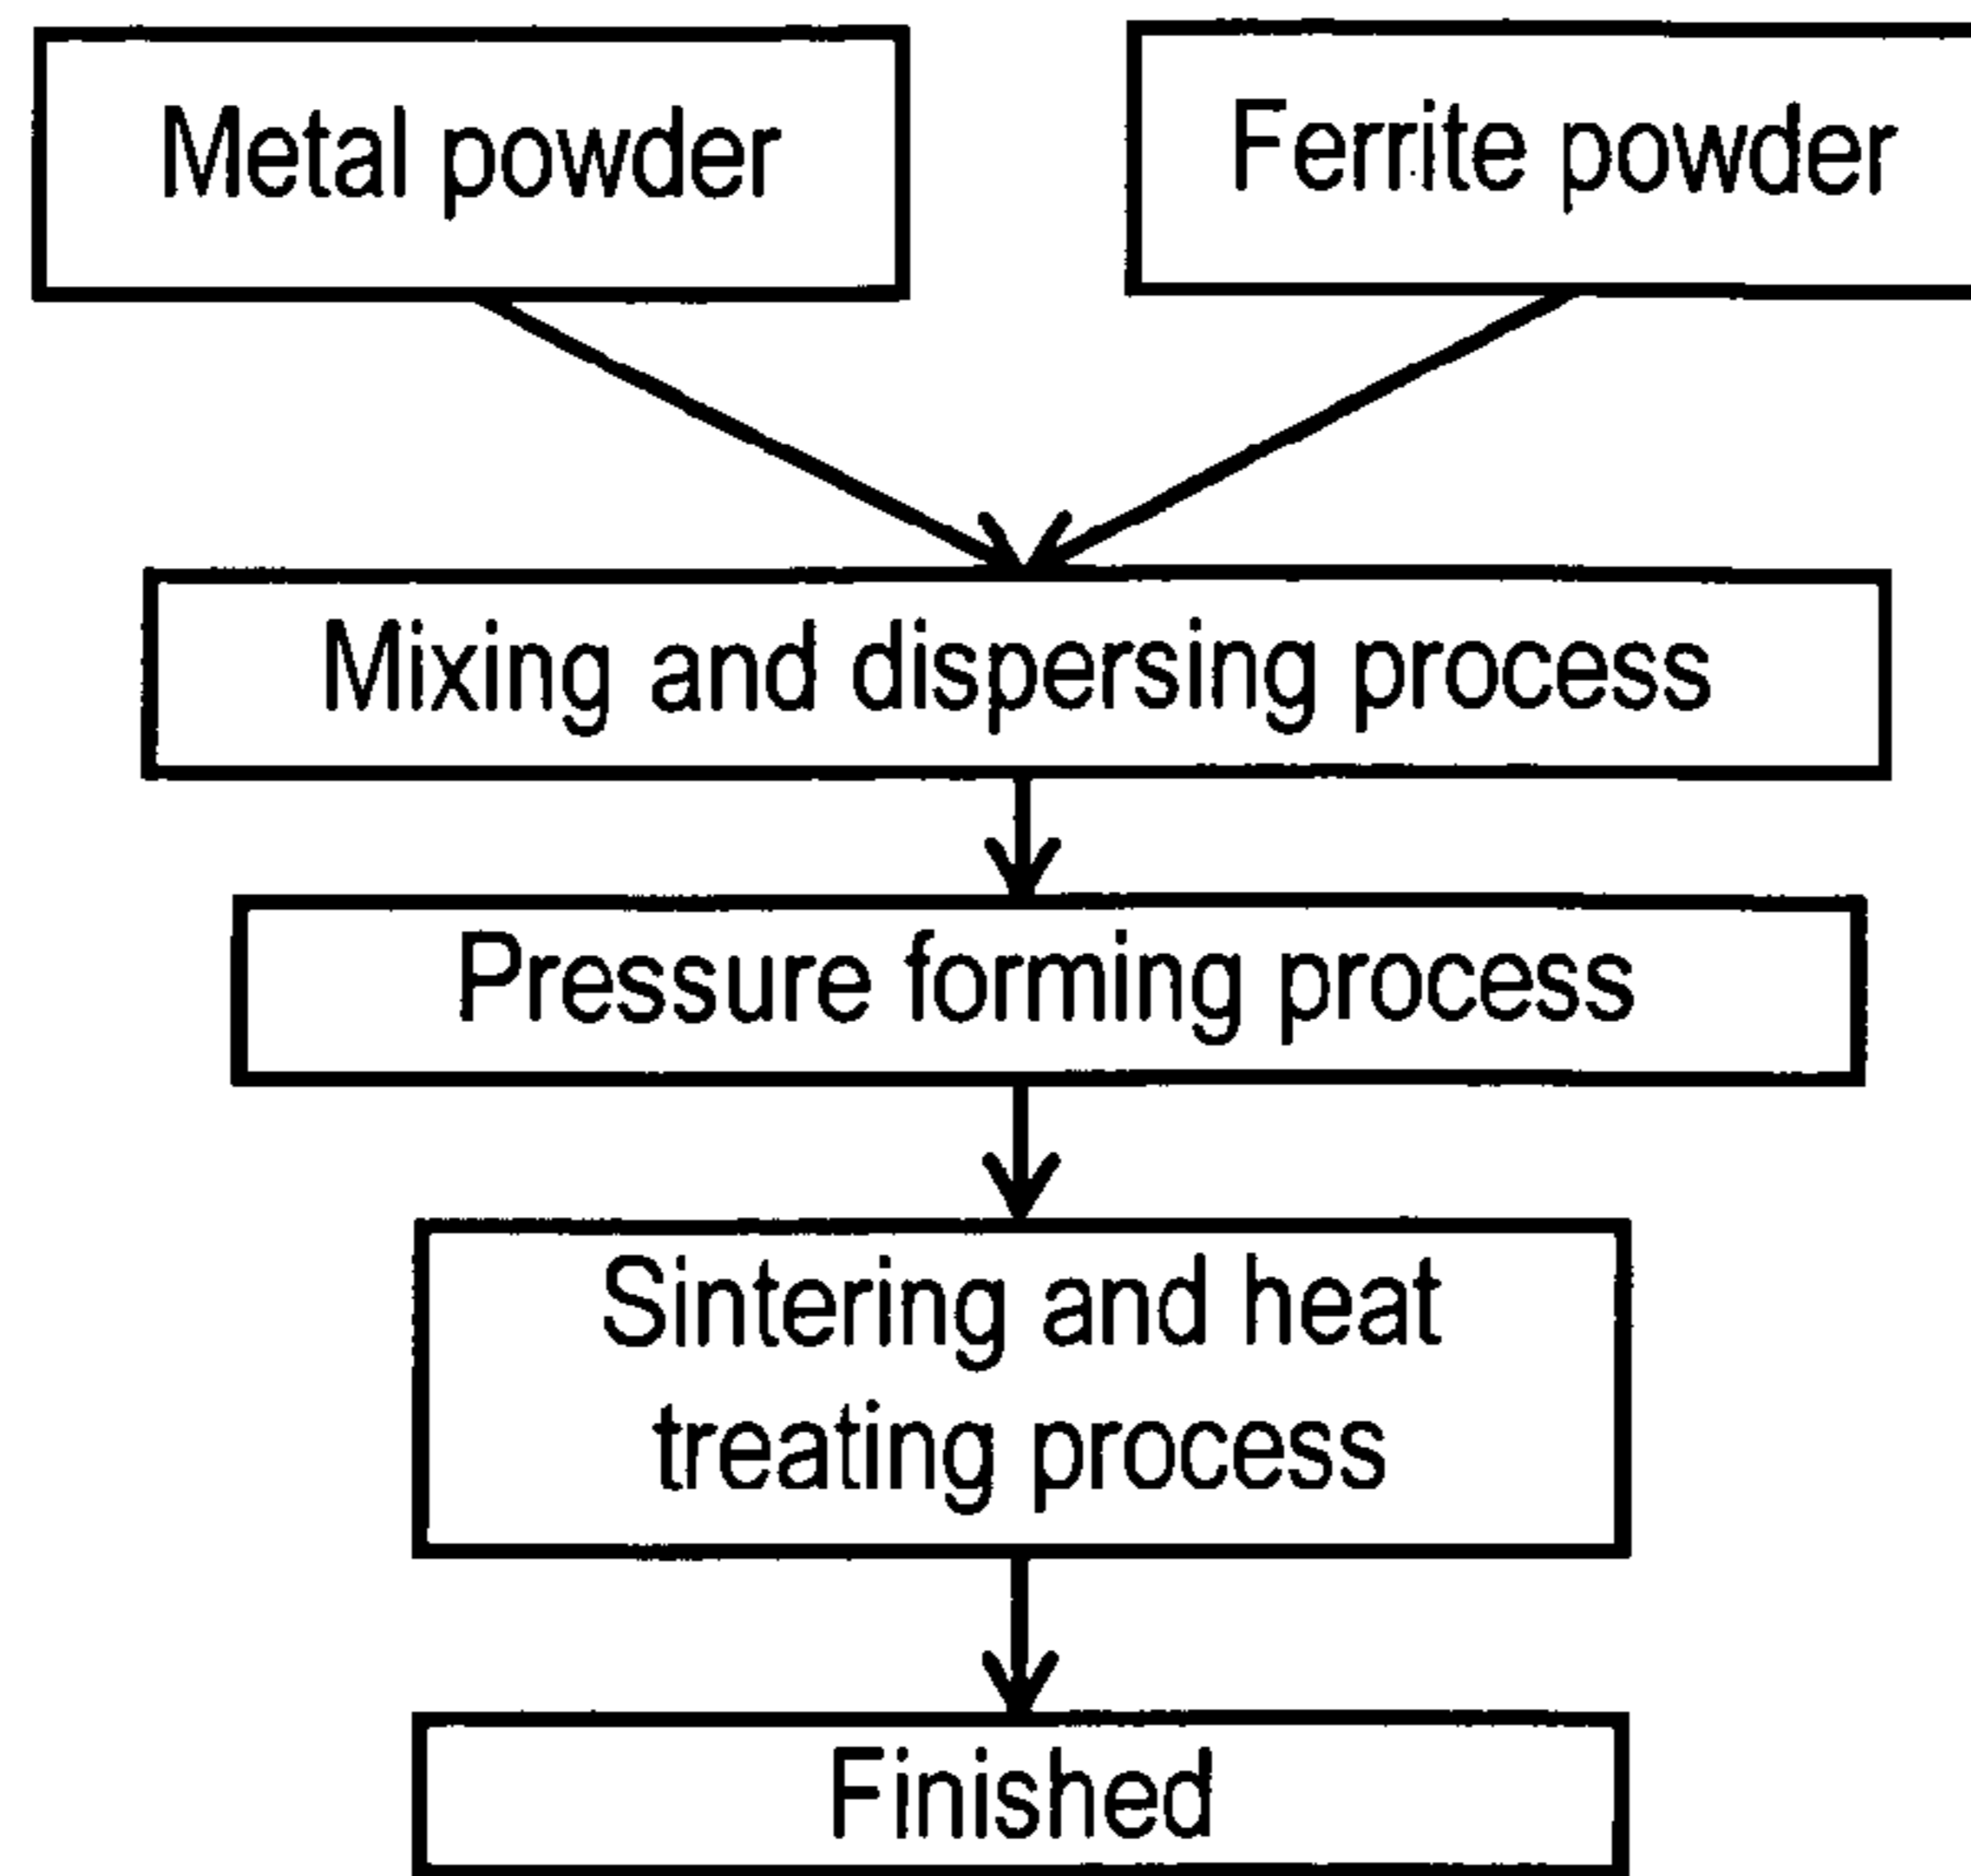 Metal powder
Ferrite powder
Mixing and dispersing process
Pressure forming process
Sintering and heat
treating process
Finished